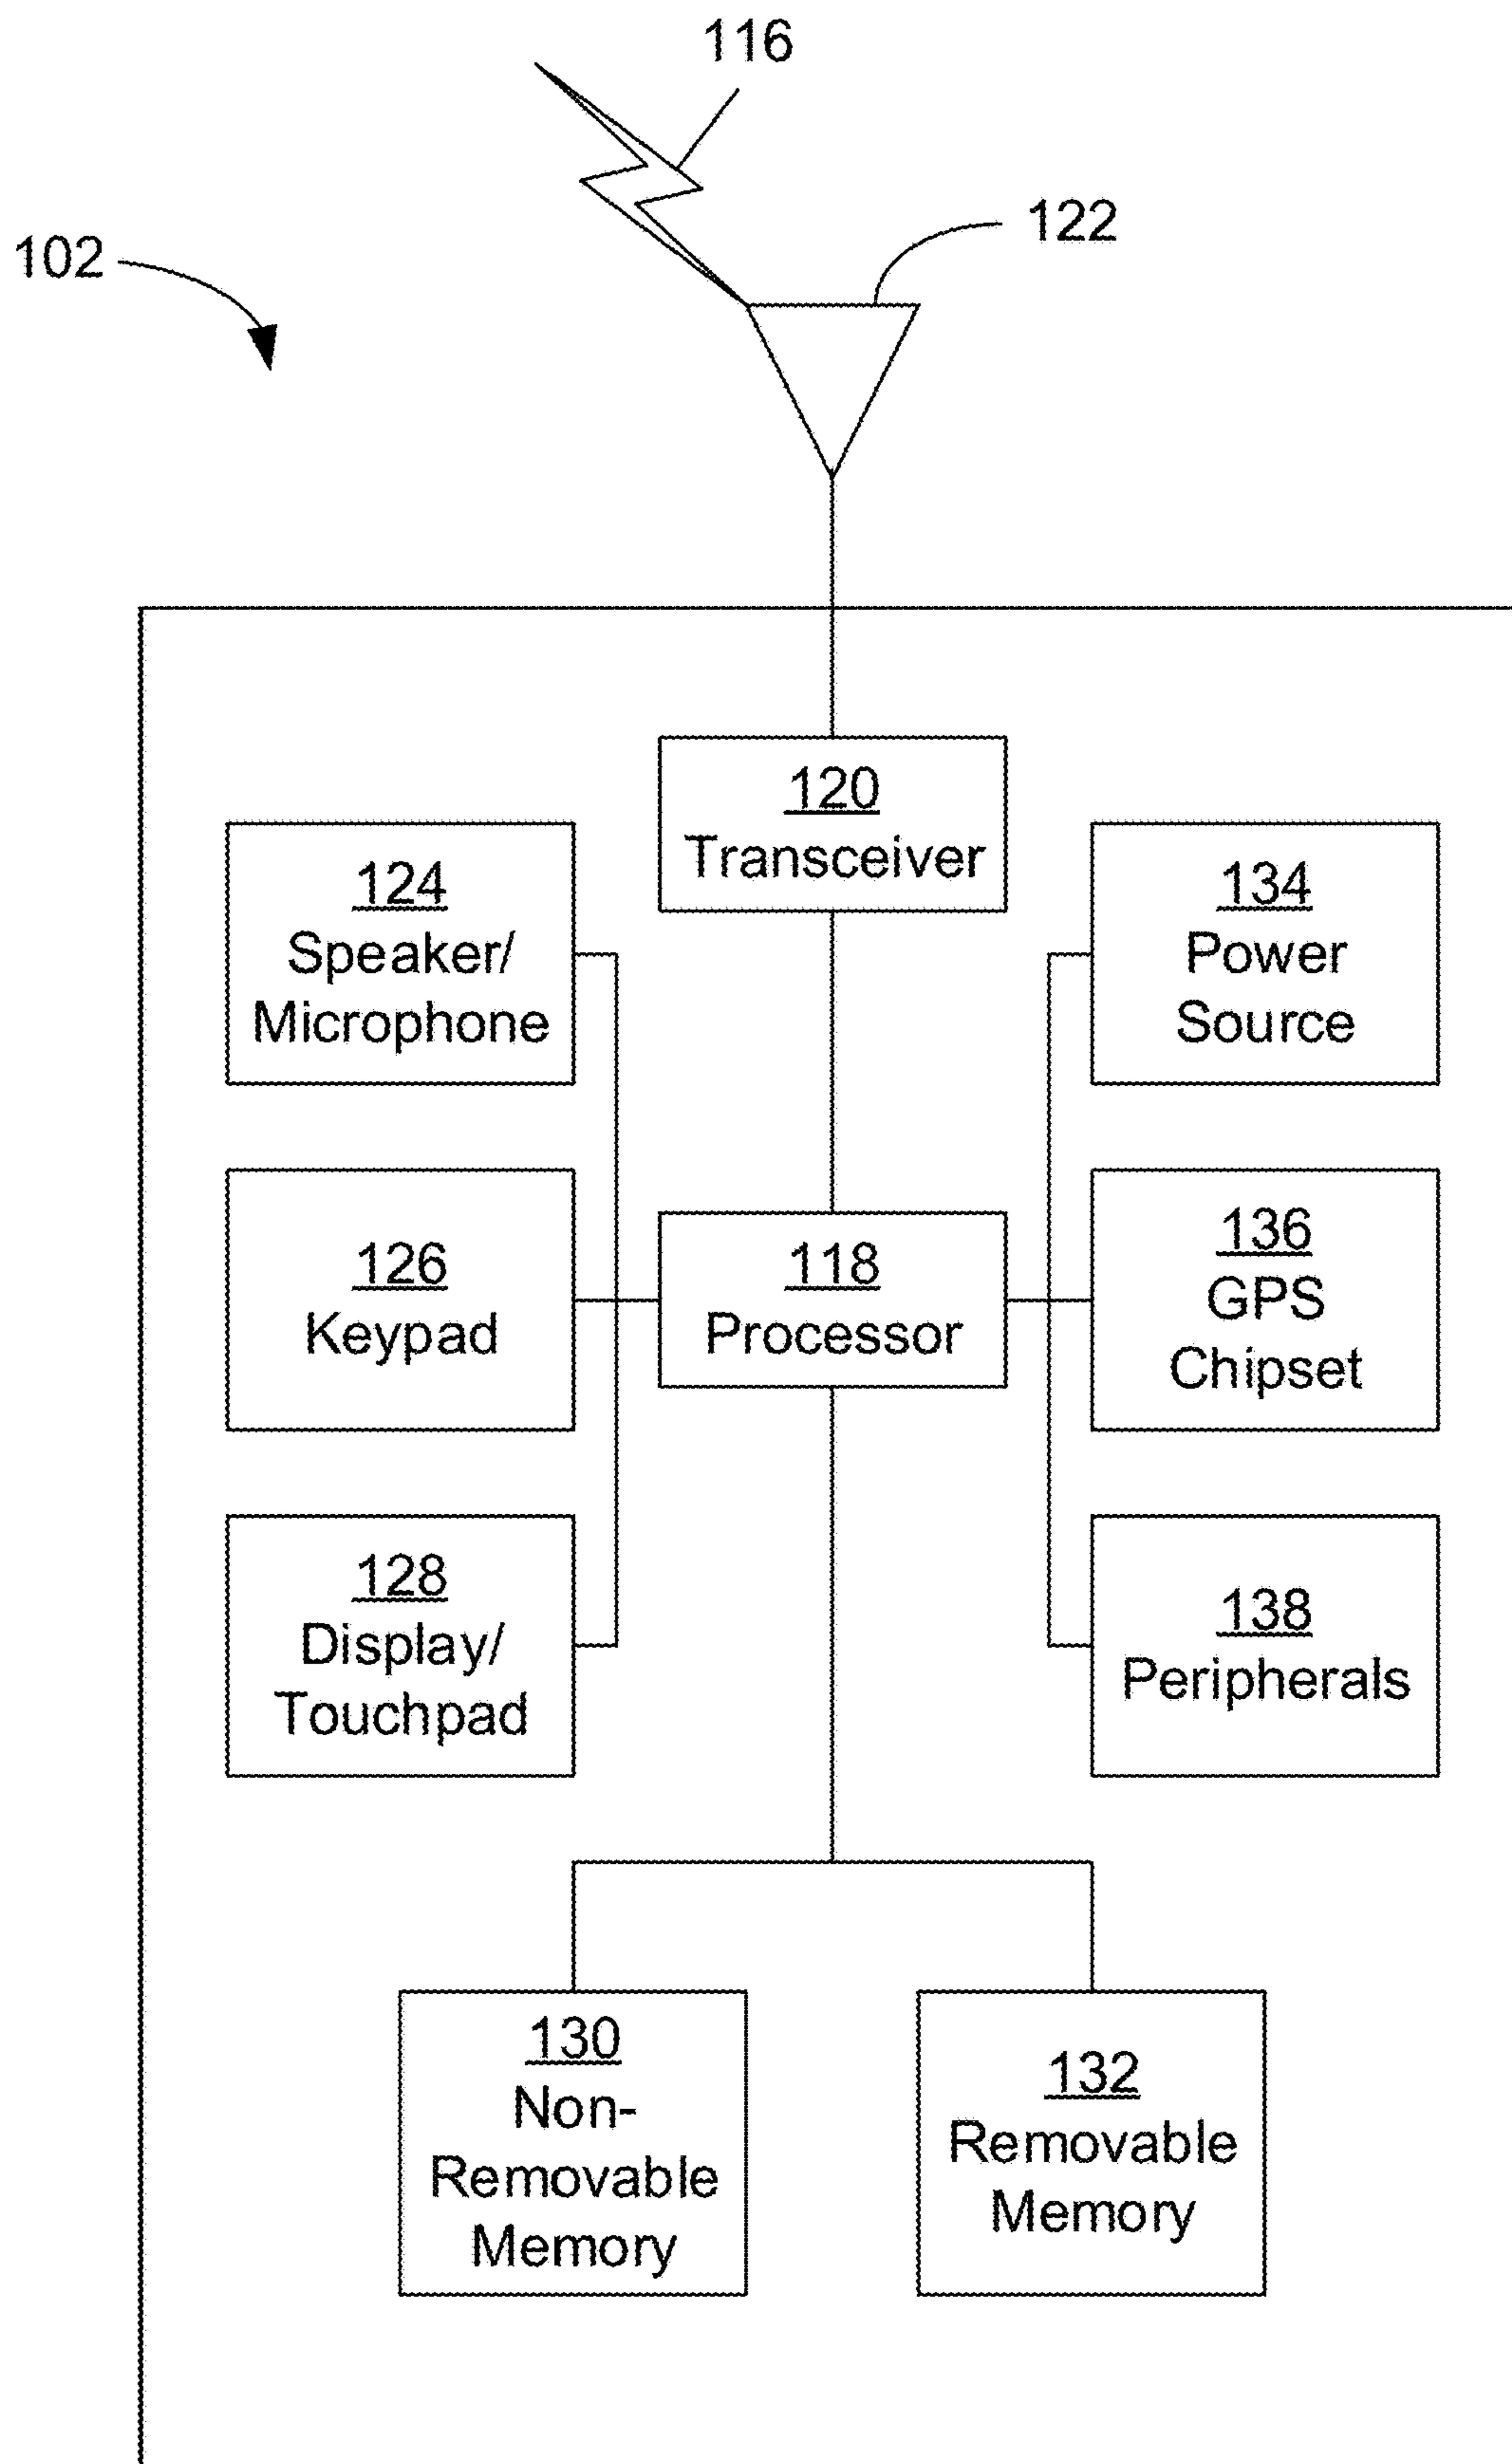 116
122
102
120
Transceiver
124
Speaker/
Microphone
134
Power
Source
126
Keypad
118
Processor
136
GPS
Chipset
128
Display/
Touchpad
138
Peripherals
130
Non-
Removable
Memory
132
Removable
Memory